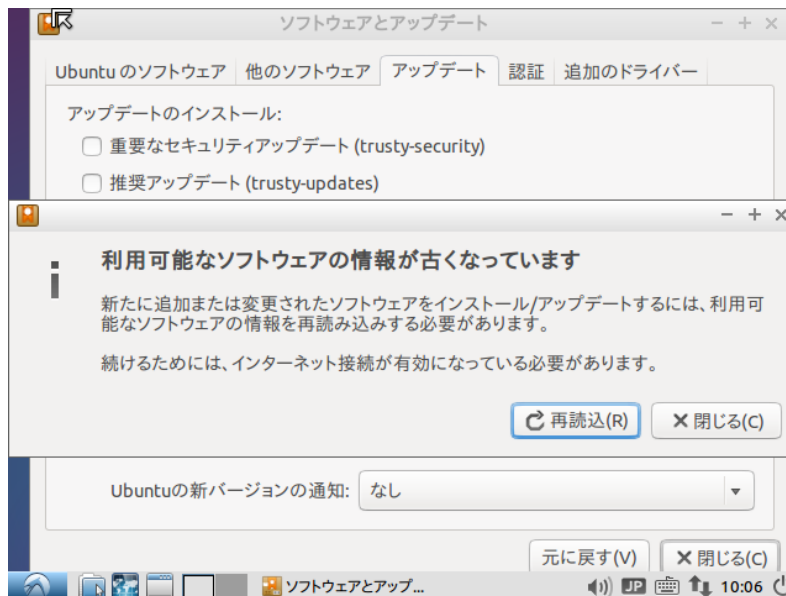 ソフトウェアとアップデート
Ubuntu のソフトウェア 他のソフトウェア アップデート 認証 追加のドライバー
アップデートのインストール:
重要なセキュリティアップデート (trusty-security)
推奨アップデート (trusty-updates)
利用可能なソフトウェアの情報が古くなっています
新たに追加または変更されたソフトウェアをインストール/アップデートするには、利用可
能なソフトウェアの情報を再読み込みする必要があります。
続けるためには、インターネット接続が有効になっている必要があります。
再読込(R) 閉じる(C)
Ubuntuの新バージョンの通知: なし
元に戻す(V) 閉じる(C)
ソフトウェアとアップ... JP 10:06